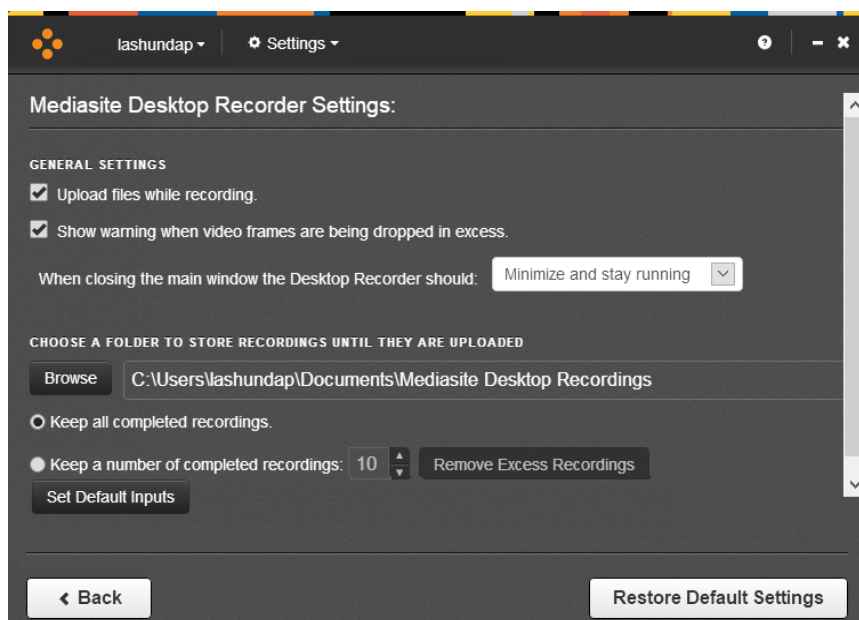 lashundap Settings
Mediasite Desktop Recorder Settings:
GENERAL SETTINGS
Upload files while recording.
Show warning when video frames are being dropped in excess.
When closing the main window the Desktop Recorder should: Minimize and stay running
CHOOSE A FOLDER TO STORE RECORDINGS UNTIL THEY ARE UPLOADED
Browse C:\Users\lashundap\Documents\Mediasite Desktop Recordings
Keep all completed recordings.
Keep a number of completed recordings: 10 Remove Excess Recordings
Set Default Inputs
Back Restore Default Settings